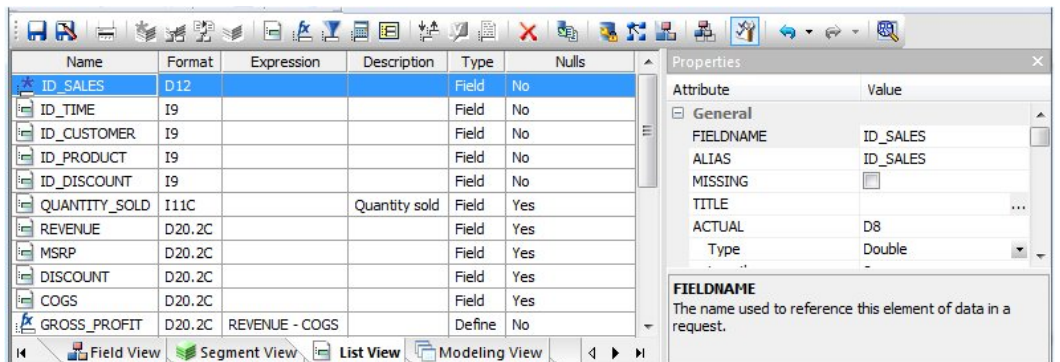 Name Format Expression Description Type Nulls
ID_SALES D12 Field No
ID_TIME I9 Field No
ID_CUSTOMER I9 Field No
ID_PRODUCT I9 Field No
ID_DISCOUNT I9 Field No
QUANTITY_SOLD I11C Quantity sold Field Yes
REVENUE D20.2C Field Yes
MSRP D20.2C Field Yes
DISCOUNT D20.2C Field Yes
COGS D20.2C Field Yes
GROSS_PROFIT D20.2C REVENUE - COGS Define No
Field View Segment View List View Modeling View
Properties
Attribute Value
General
FIELDNAME ID_SALES
ALIAS ID_SALES
MISSING
TITLE ...
ACTUAL D8
Type Double
FIELDNAME
The name used to reference this element of data in a
request.